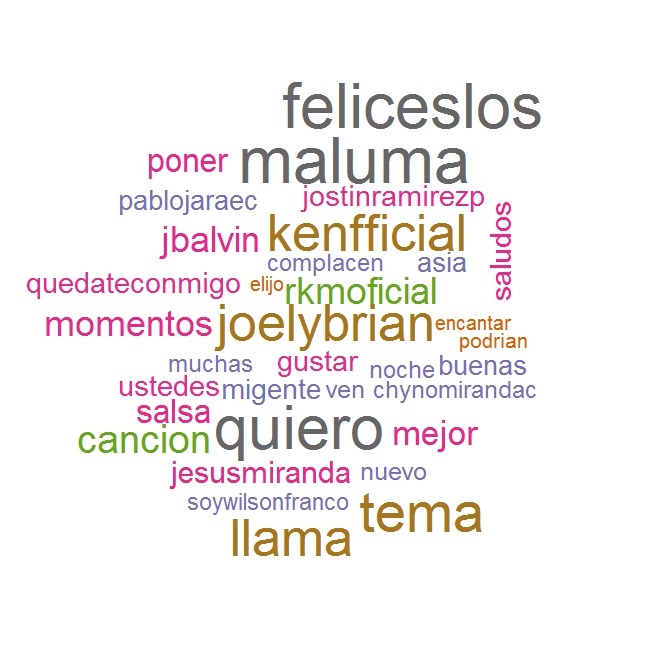 feliceslos
poner maluma
pablojaraec jostinramirezp
jbalvin kenfficial saludos
complacen asia
quedateconmigo elijo rkmoficial
momentos joelybrian encantar
podrian
muchas gustar noche buenas
ustedes migente ven chynomirandac
salsa
cancion quiero mejor
jesusmiranda nuevo
soywilsonfranco tema
llama